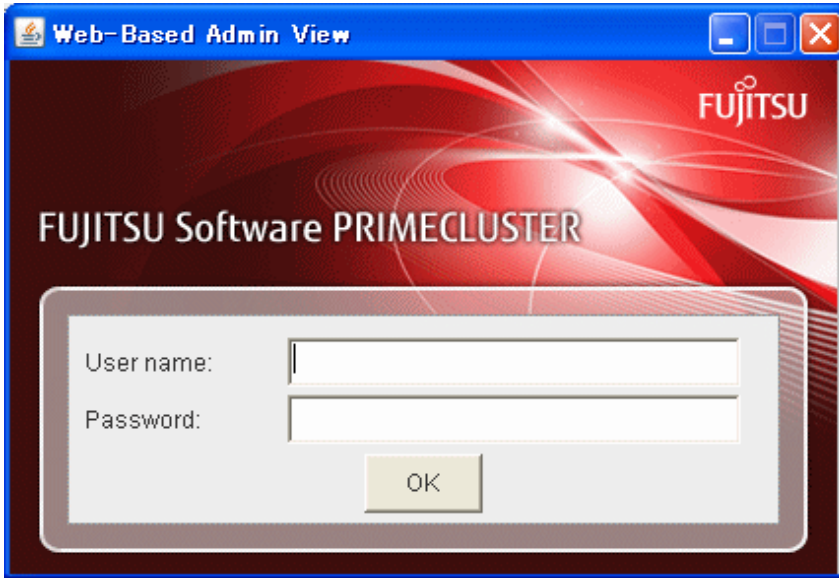 Web-Based Admin View
FUJITSU
FUJITSU Software PRIMECLUSTER
User name:
Password:
OK